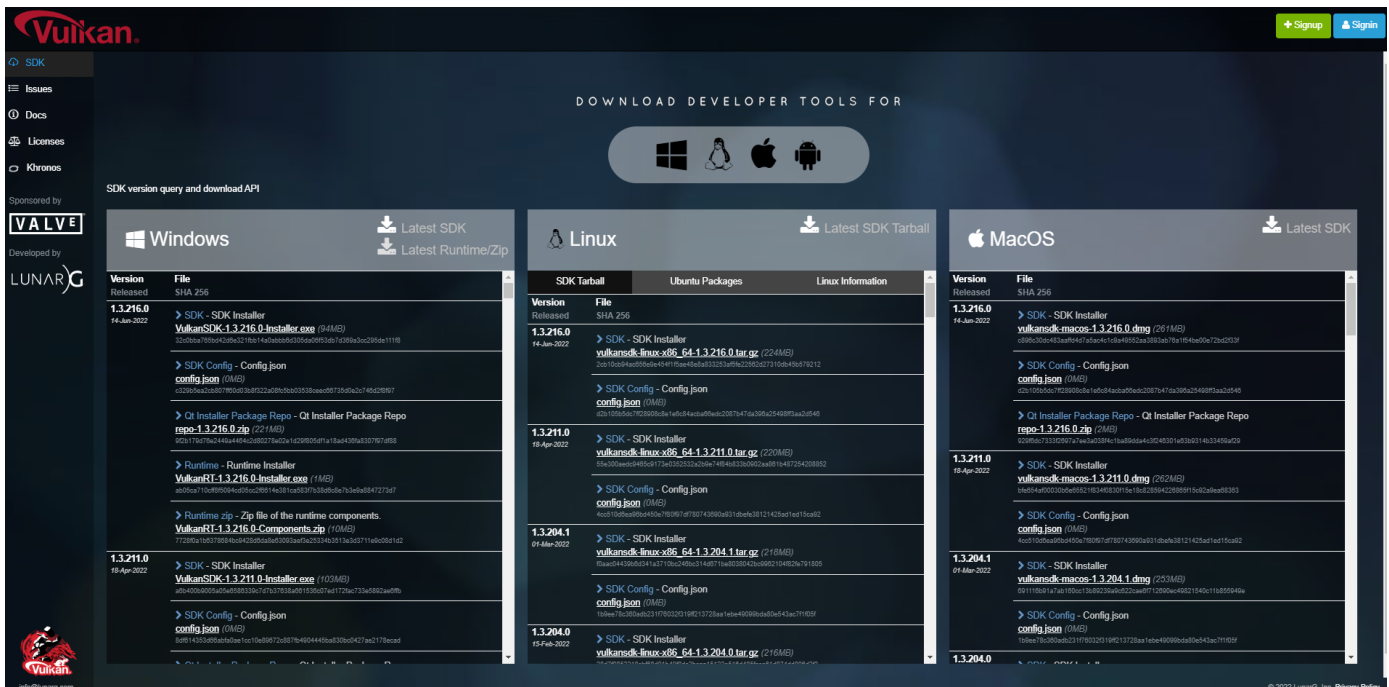 Vulkan.
+ Signup
Signin
SDK
Issues
Docs
Licenses
Khronos
Sponsored by
VALVE
Developed by
LUNARG
DOWNLOAD DEVELOPER TOOLS FOR
SDK version query and download API
Windows
Latest SDK
Latest Runtime/Zip
Version File
Released SHA 256
1.3.216.0 SDK - SDK Installer
14-Jun-2022 VulkanSDK-1.3.216.0-Installer.exe (94MB)
SDK Config - Config.json
config.json (0MB)
Qt Installer Package Repo - Qt Installer Package Repo
repo-1.3.216.0.zip (221MB)
Runtime - Runtime Installer
VulkanRT-1.3.216.0-Installer.exe (1MB)
Runtime zip - Zip file of the runtime components.
VulkanRT-1.3.216.0-Components.zip (10MB)
1.3.211.0 SDK - SDK Installer
18-Apr-2022 VulkanSDK-1.3.211.0-Installer.exe (103MB)
SDK Config - Config.json
config.json (0MB)
Linux
Latest SDK Tarball
SDK Tarball Ubuntu Packages Linux Information
Version File
Released SHA 256
1.3.216.0 SDK - SDK Installer
14-Jun-2022 vulkansdk-linux-x86_64-1.3.216.0.tar.gz (224MB)
SDK Config - Config.json
config.json (0MB)
1.3.211.0 SDK - SDK Installer
18-Apr-2022 vulkansdk-linux-x86_64-1.3.211.0.tar.gz (220MB)
SDK Config - Config.json
config.json (0MB)
1.3.204.1 SDK - SDK Installer
01-Mar-2022 vulkansdk-linux-x86_64-1.3.204.1.tar.gz (216MB)
SDK Config - Config.json
config.json (0MB)
1.3.204.0 SDK - SDK Installer
15-Feb-2022 vulkansdk-linux-x86_64-1.3.204.0.tar.gz (216MB)
MacOS
Latest SDK
Version File
Released SHA 256
1.3.216.0 SDK - SDK Installer
14-Jun-2022 vulkansdk-macos-1.3.216.0.dmg (261MB)
SDK Config - Config.json
config.json (0MB)
Qt Installer Package Repo - Qt Installer Package Repo
repo-1.3.216.0.zip (2MB)
1.3.211.0 SDK - SDK Installer
18-Apr-2022 vulkansdk-macos-1.3.211.0.dmg (262MB)
SDK Config - Config.json
config.json (0MB)
1.3.204.1 SDK - SDK Installer
01-Mar-2022 vulkansdk-macos-1.3.204.1.dmg (253MB)
SDK Config - Config.json
config.json (0MB)
1.3.204.0 SDK - SDK Installer
Vulkan.
info@lunarg.com
© 2022 LunarG, Inc. Privacy Policy